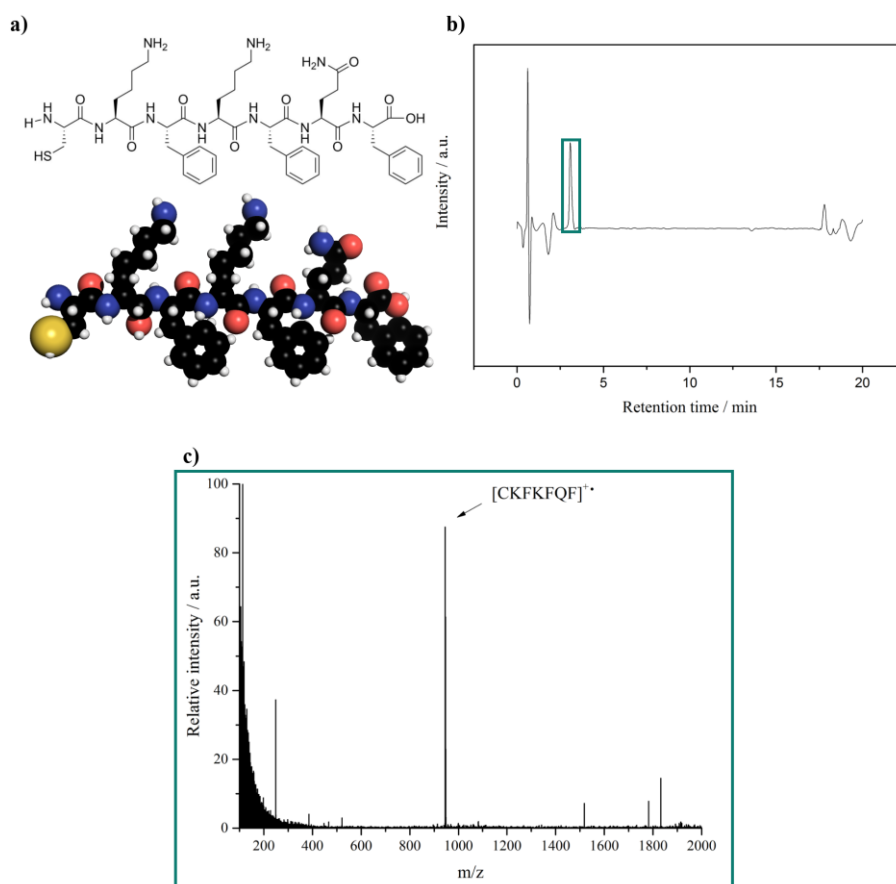 a)
NH₂
NH₂
H₂N
O
H
N
O
H
N
O
H
N
O
OH
H
N
H
N
O
N
H
O
N
H
O
N
H
HS
b)
Intensity / a.u.
0
5
10
15
20
Retention time / min
c)
[CKFKFQF]⁺•
Relative intensity / a.u.
100
80
60
40
20
0
200
400
600
800
1000
1200
1400
1600
1800
2000
m/z